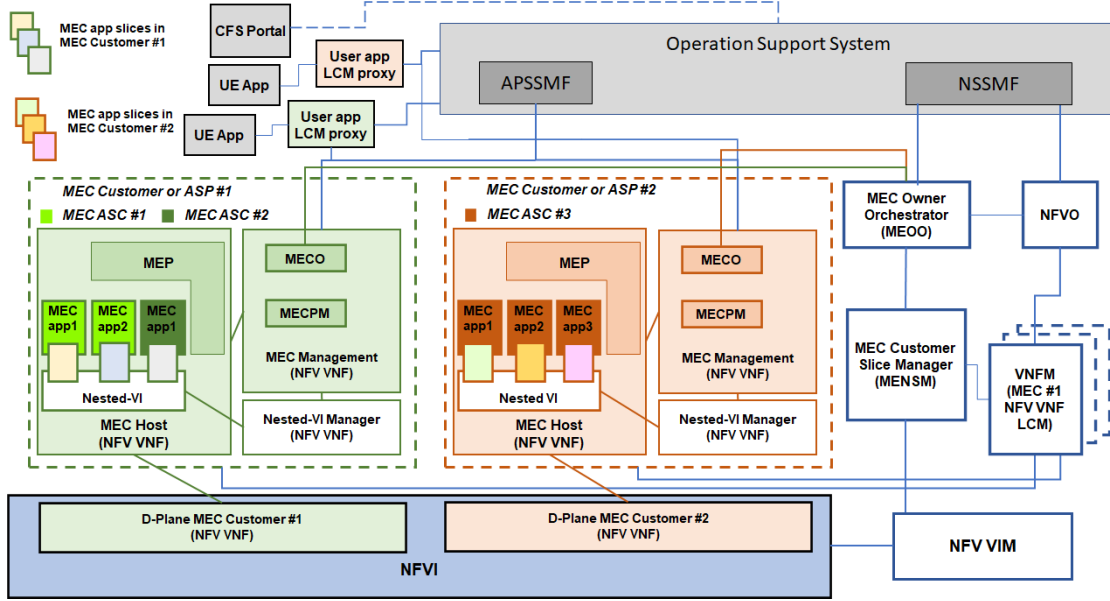 MEC app slices in
MEC Customer #1
CFS Portal
Operation Support System
User app
LCM proxy
UE App
APSSMF
NSSMF
MEC app slices in
MEC Customer #2
User app
LCM proxy
UE App
MEC Customer or ASP #1
MEC ASC #1
MEC ASC #2
MEP
MECO
MEC
app1
MEC
app2
MEC
app1
MECPM
MEC Management
(NFV VNF)
Nested-VI
MEC Host
(NFV VNF)
Nested-VI Manager
(NFV VNF)
MEC Customer or ASP #2
MEC ASC #3
MEP
MECO
MEC
app1
MEC
app2
MEC
app3
MECPM
MEC Management
(NFV VNF)
Nested VI
MEC Host
(NFV VNF)
Nested-VI Manager
(NFV VNF)
MEC Owner
Orchestrator
(MEOO)
NFVO
MEC Customer
Slice Manager
(MENSM)
VNFM
(MEC #1
NFV VNF
LCM)
D-Plane MEC Customer #1
(NFV VNF)
D-Plane MEC Customer #2
(NFV VNF)
NFVI
NFV VIM